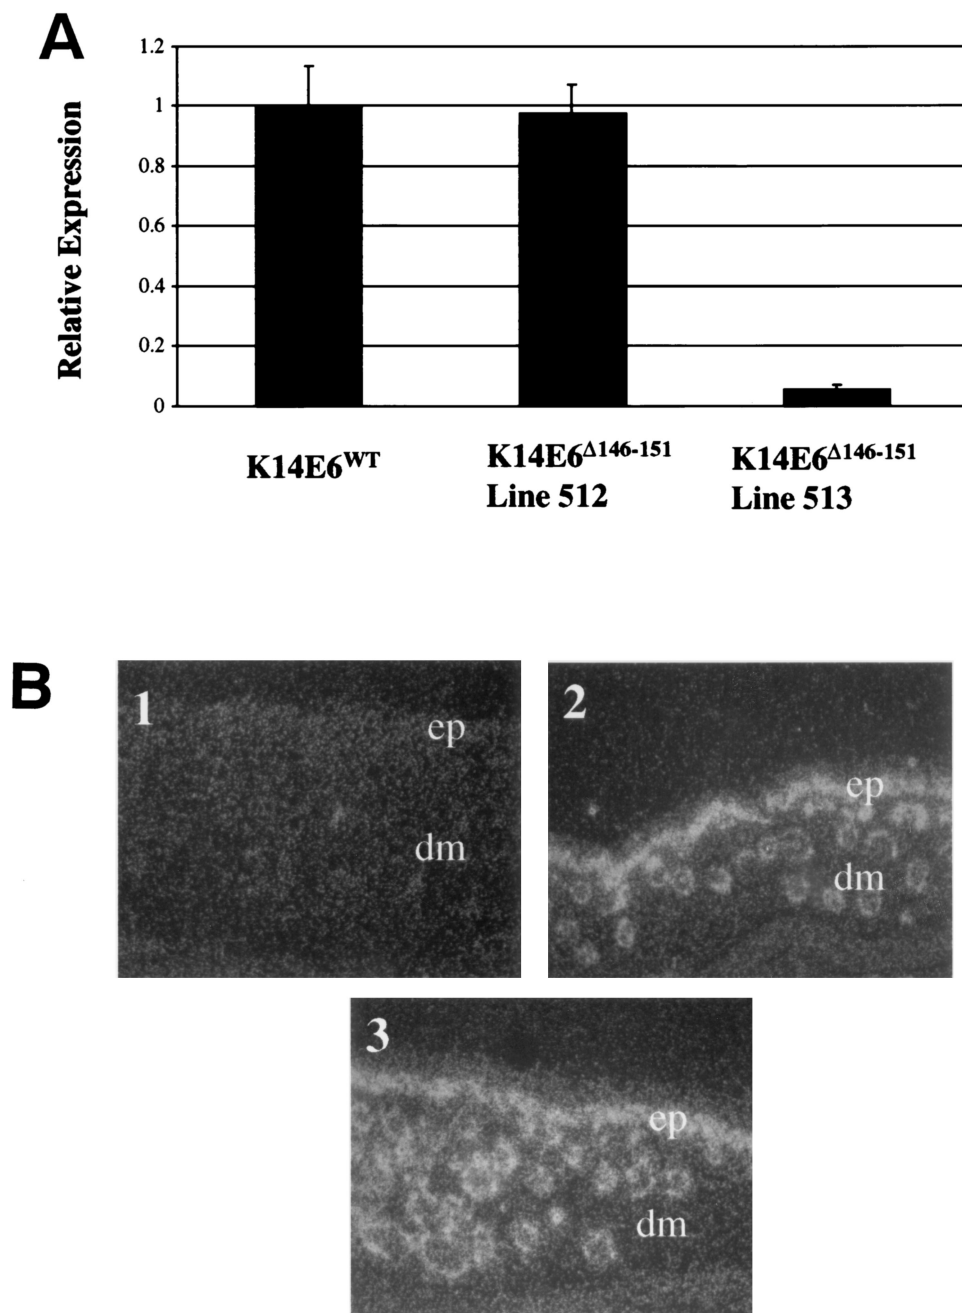 A
1.2
1
0.8
0.6
0.4
0.2
0
Relative Expression
K14E6^WT
K14E6^Δ146-151
Line 512
K14E6^Δ146-151
Line 513
B
1
ep
dm
2
ep
dm
3
ep
dm